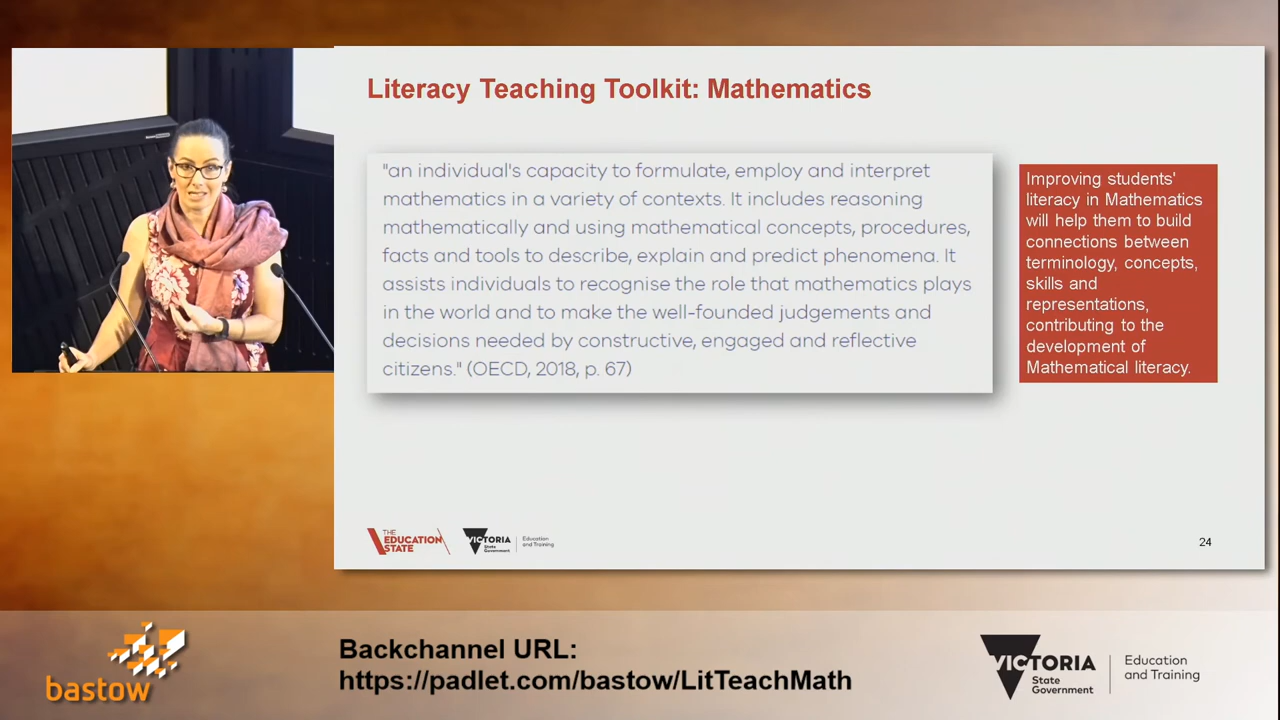 Literacy Teaching Toolkit: Mathematics
"an individual's capacity to formulate, employ and interpret
mathematics in a variety of contexts. It includes reasoning
mathematically and using mathematical concepts, procedures,
facts and tools to describe, explain and predict phenomena. It
assists individuals to recognise the role that mathematics plays
in the world and to make the well-founded judgements and
decisions needed by constructive, engaged and reflective
citizens." (OECD, 2018, p. 67)
Improving students'
literacy in Mathematics
will help them to build
connections between
terminology, concepts,
skills and
representations,
contributing to the
development of
Mathematical literacy.
THE
EDUCATION
STATE
VICTORIA
State
Government
Education
and Training
24
bastow
Backchannel URL:
https://padlet.com/bastow/LitTeachMath
VICTORIA
State
Government
Education
and Training